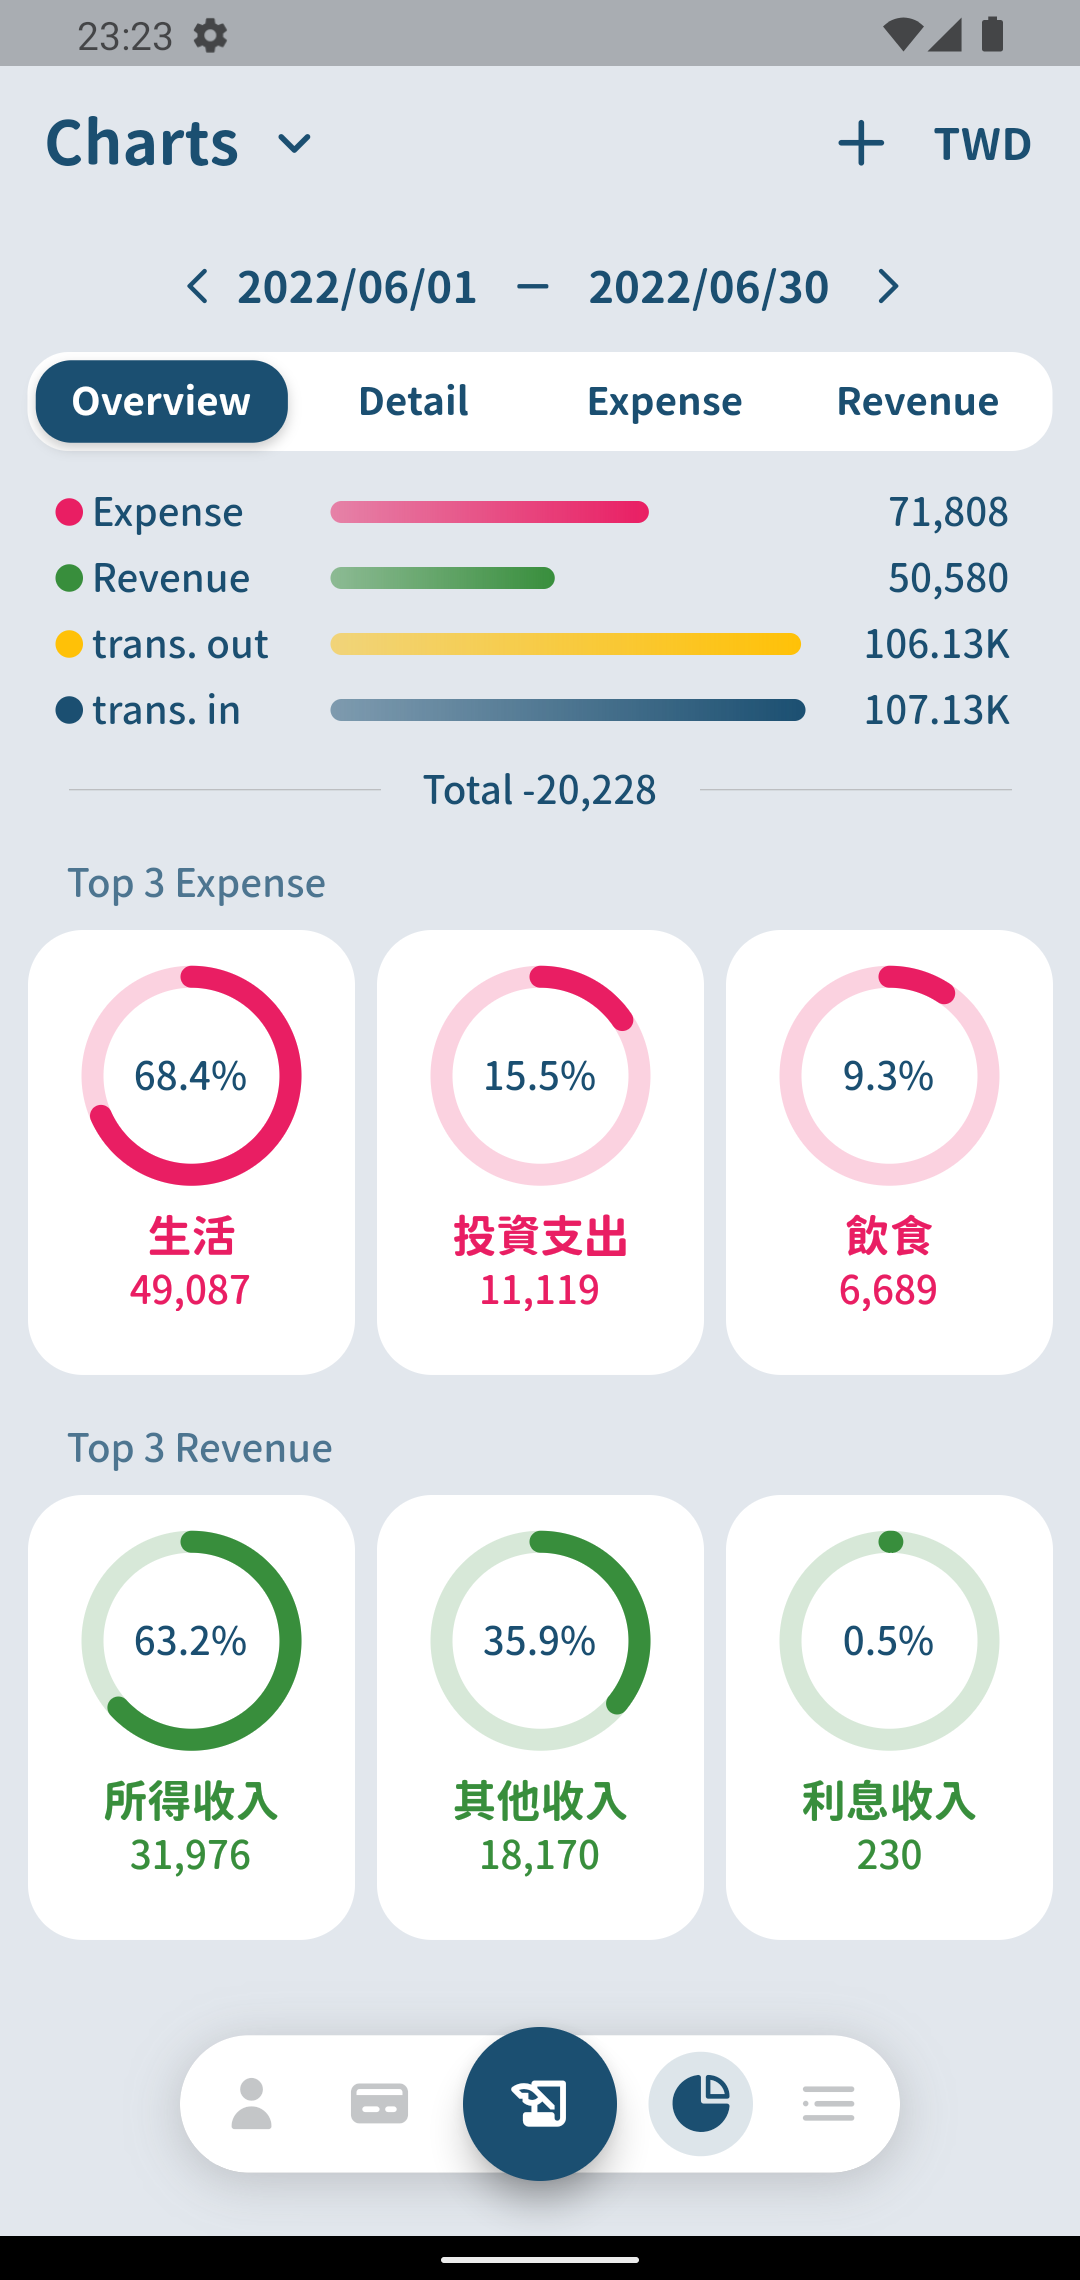 23:23
Charts
TWD
2022/06/01 — 2022/06/30
Overview Detail Expense Revenue
Expense 71,808
Revenue 50,580
trans. out 106.13K
trans. in 107.13K
Total -20,228
Top 3 Expense
68.4% 15.5% 9.3%
生活 投資支出 飲食
49,087 11,119 6,689
Top 3 Revenue
63.2% 35.9% 0.5%
所得收入 其他收入 利息收入
31,976 18,170 230